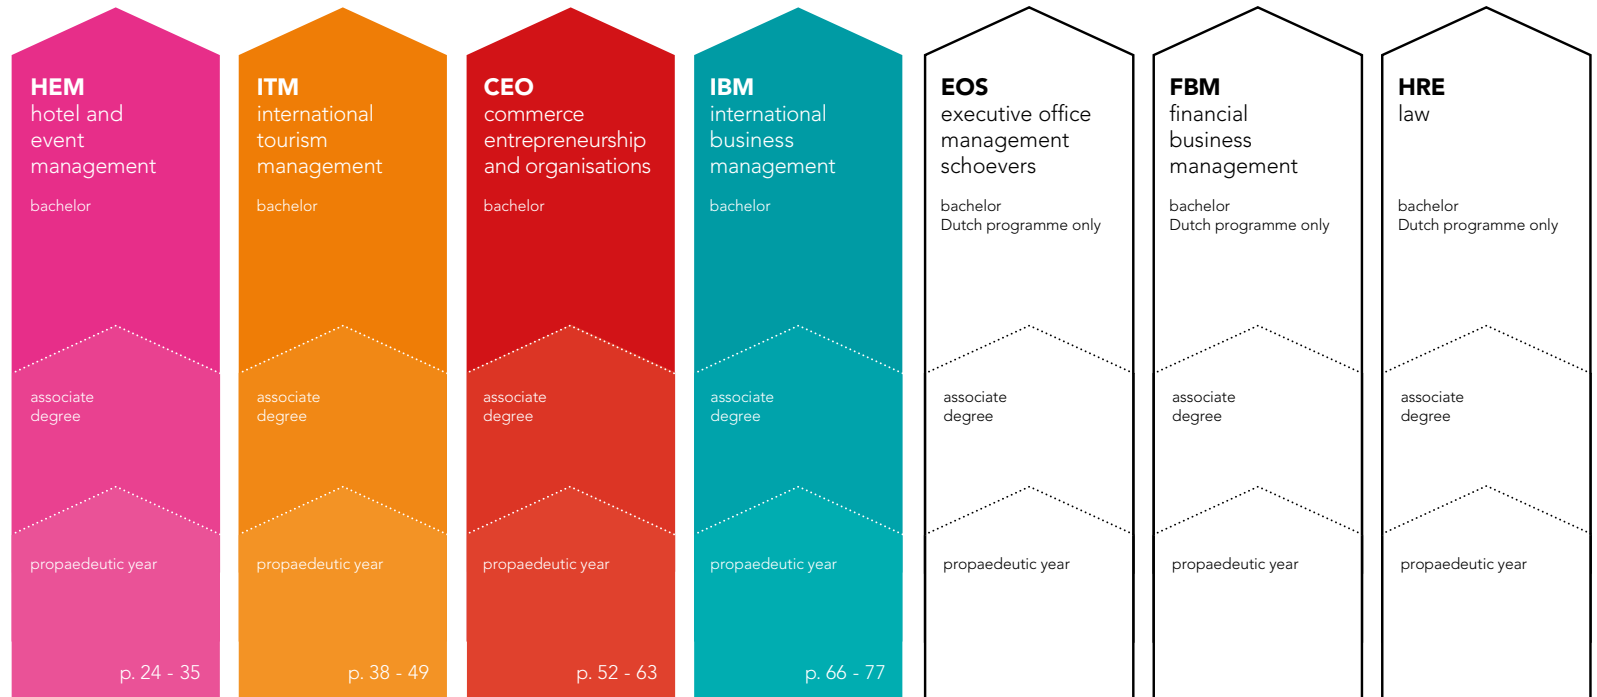 HEM
hotel and
event
management
bachelor
associate
degree
propaedeutic year
p. 24 - 35
ITM
international
tourism
management
bachelor
associate
degree
propaedeutic year
p. 38 - 49
CEO
commerce
entrepreneurship
and organisations
bachelor
associate
degree
propaedeutic year
p. 52 - 63
IBM
international
business
management
bachelor
associate
degree
propaedeutic year
p. 66 - 77
EOS
executive office
management
schoevers
bachelor
Dutch programme only
associate
degree
propaedeutic year
FBM
financial
business
management
bachelor
Dutch programme only
associate
degree
propaedeutic year
HRE
law
bachelor
Dutch programme only
associate
degree
propaedeutic year